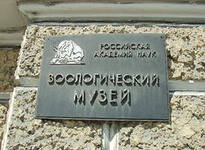 РОССИЙСКАЯ
АКАДЕМИЯ НАУК
ЗООЛОГИЧЕСКИЙ
МУЗЕЙ